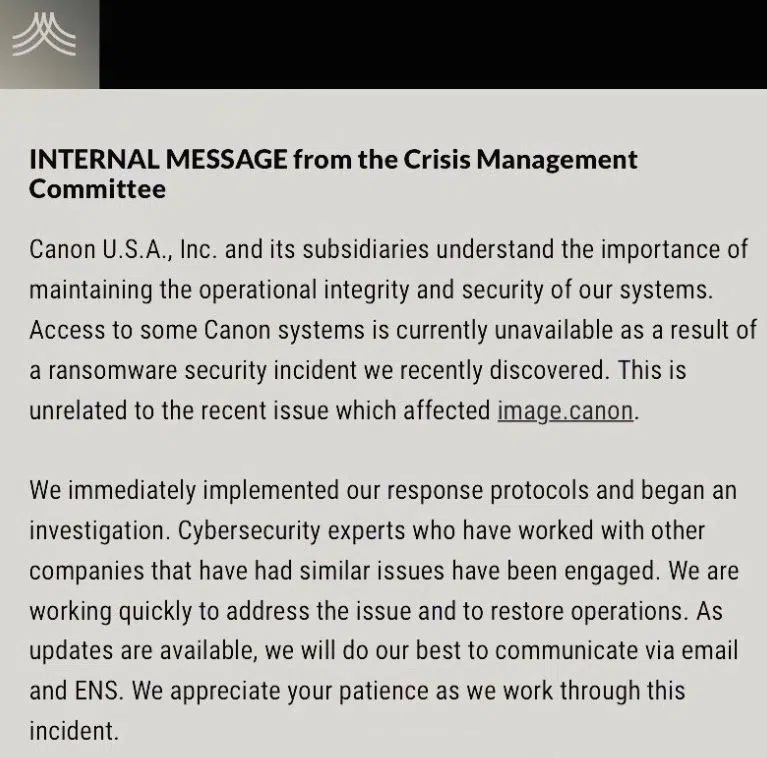 INTERNAL MESSAGE from the Crisis Management
Committee
Canon U.S.A., Inc. and its subsidiaries understand the importance of
maintaining the operational integrity and security of our systems.
Access to some Canon systems is currently unavailable as a result of
a ransomware security incident we recently discovered. This is
unrelated to the recent issue which affected image.canon.
We immediately implemented our response protocols and began an
investigation. Cybersecurity experts who have worked with other
companies that have had similar issues have been engaged. We are
working quickly to address the issue and to restore operations. As
updates are available, we will do our best to communicate via email
and ENS. We appreciate your patience as we work through this
incident.